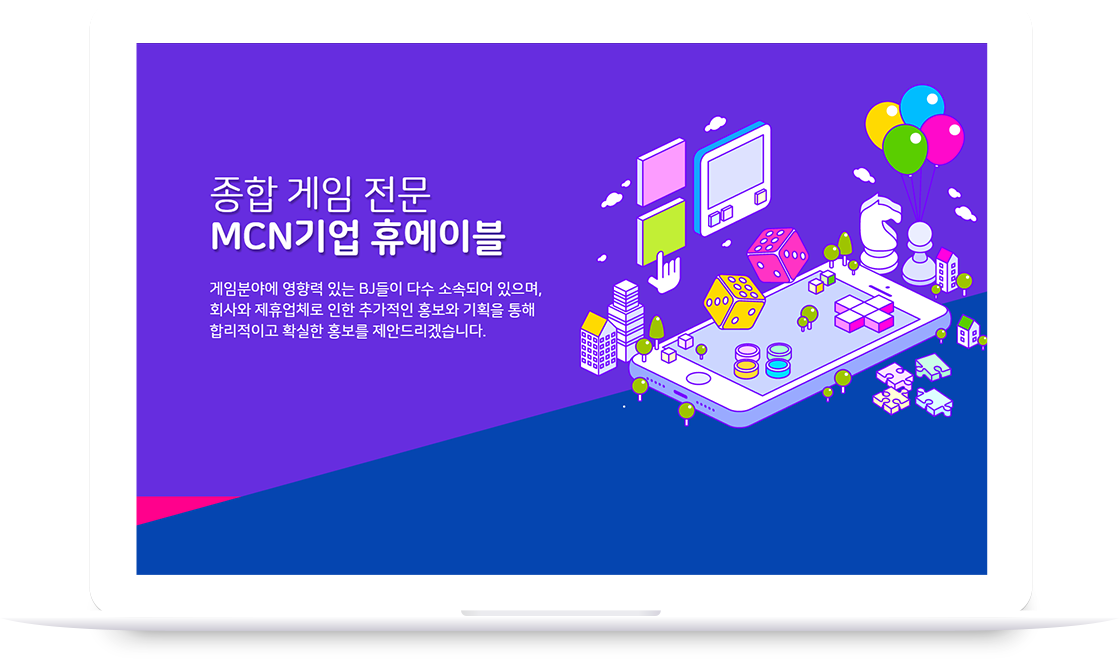 종합 게임 전문
MCN기업 휴에이블
게임분야에 영향력 있는 BJ들이 다수 소속되어 있으며,
회사와 제휴업체로 인한 추가적인 홍보와 기획을 통해
합리적이고 확실한 홍보를 제안드리겠습니다.